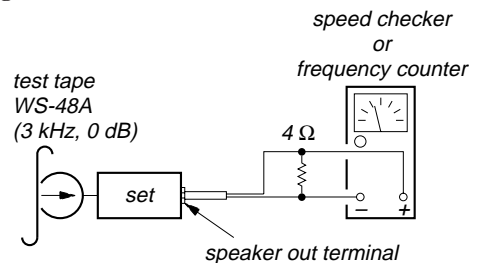 speed checker
or
frequency counter
test tape
WS-48A
(3 kHz, 0 dB)
4 Ω
set
– +
speaker out terminal